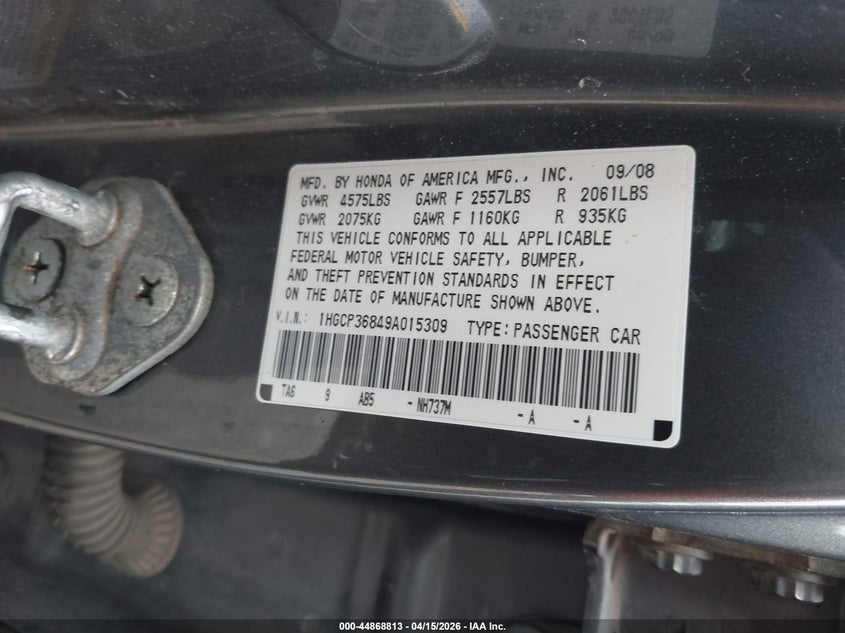 MFD. BY HONDA OF AMERICA MFG., INC. 09/08
GVWR 4575LBS GAWR F 2557LBS R 2061LBS
GVWR 2075KG GAWR F 1160KG R 935KG
THIS VEHICLE CONFORMS TO ALL APPLICABLE
FEDERAL MOTOR VEHICLE SAFETY, BUMPER,
AND THEFT PREVENTION STANDARDS IN EFFECT
ON THE DATE OF MANUFACTURE SHOWN ABOVE.
V.I.N.: 1HGCP36849A015309 TYPE: PASSENGER CAR
TA6 9 AB5 - NH737M - A - A
000-44868813 - 04/15/2026 - IAA Inc.